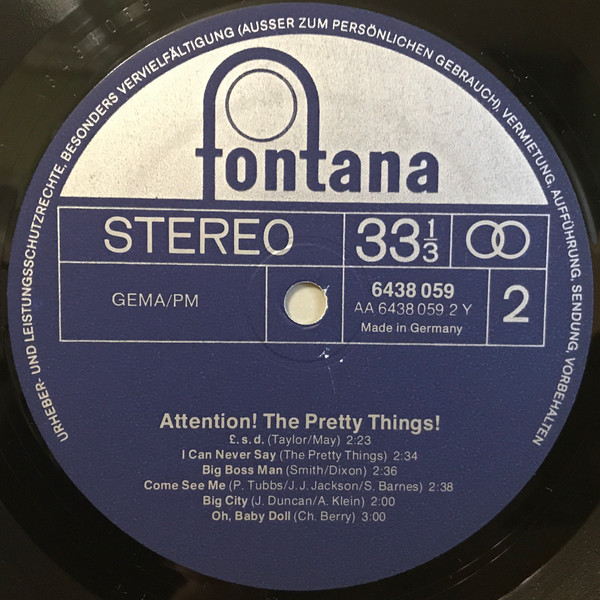 URHEBER- UND LEISTUNGSSCHUTZRECHTE, BESONDERS VERVIELFÄLTIGUNG (AUSSER ZUM PERSÖNLICHEN GEBRAUCH), VERMIETUNG, AUFFÜHRUNG, SENDUNG, VORBEHALTEN
fontana
STEREO 33 1/3
GEMA/PM
6438 059
AA 6438 059 2 Y
Made in Germany
2
Attention! The Pretty Things!
£. s. d. (Taylor/May) 2:23
I Can Never Say (The Pretty Things) 2:34
Big Boss Man (Smith/Dixon) 2:36
Come See Me (P. Tubbs/J. J. Jackson/S. Barnes) 2:38
Big City (J. Duncan/A. Klein) 2:00
Oh, Baby Doll (Ch. Berry) 3:00